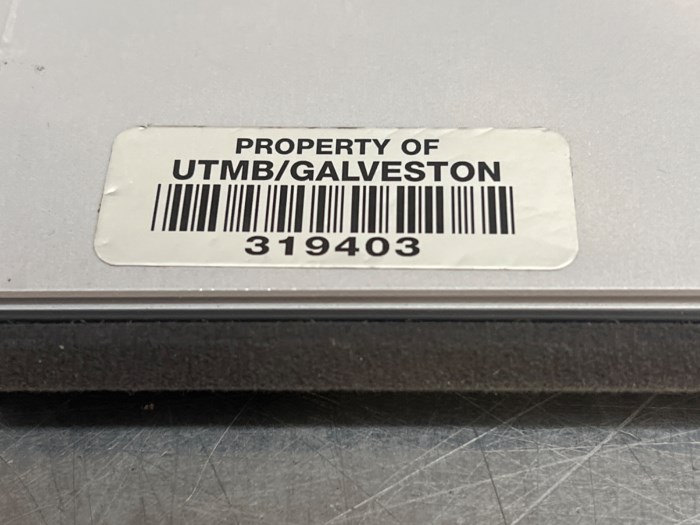 PROPERTY OF
UTMB/GALVESTON
319403